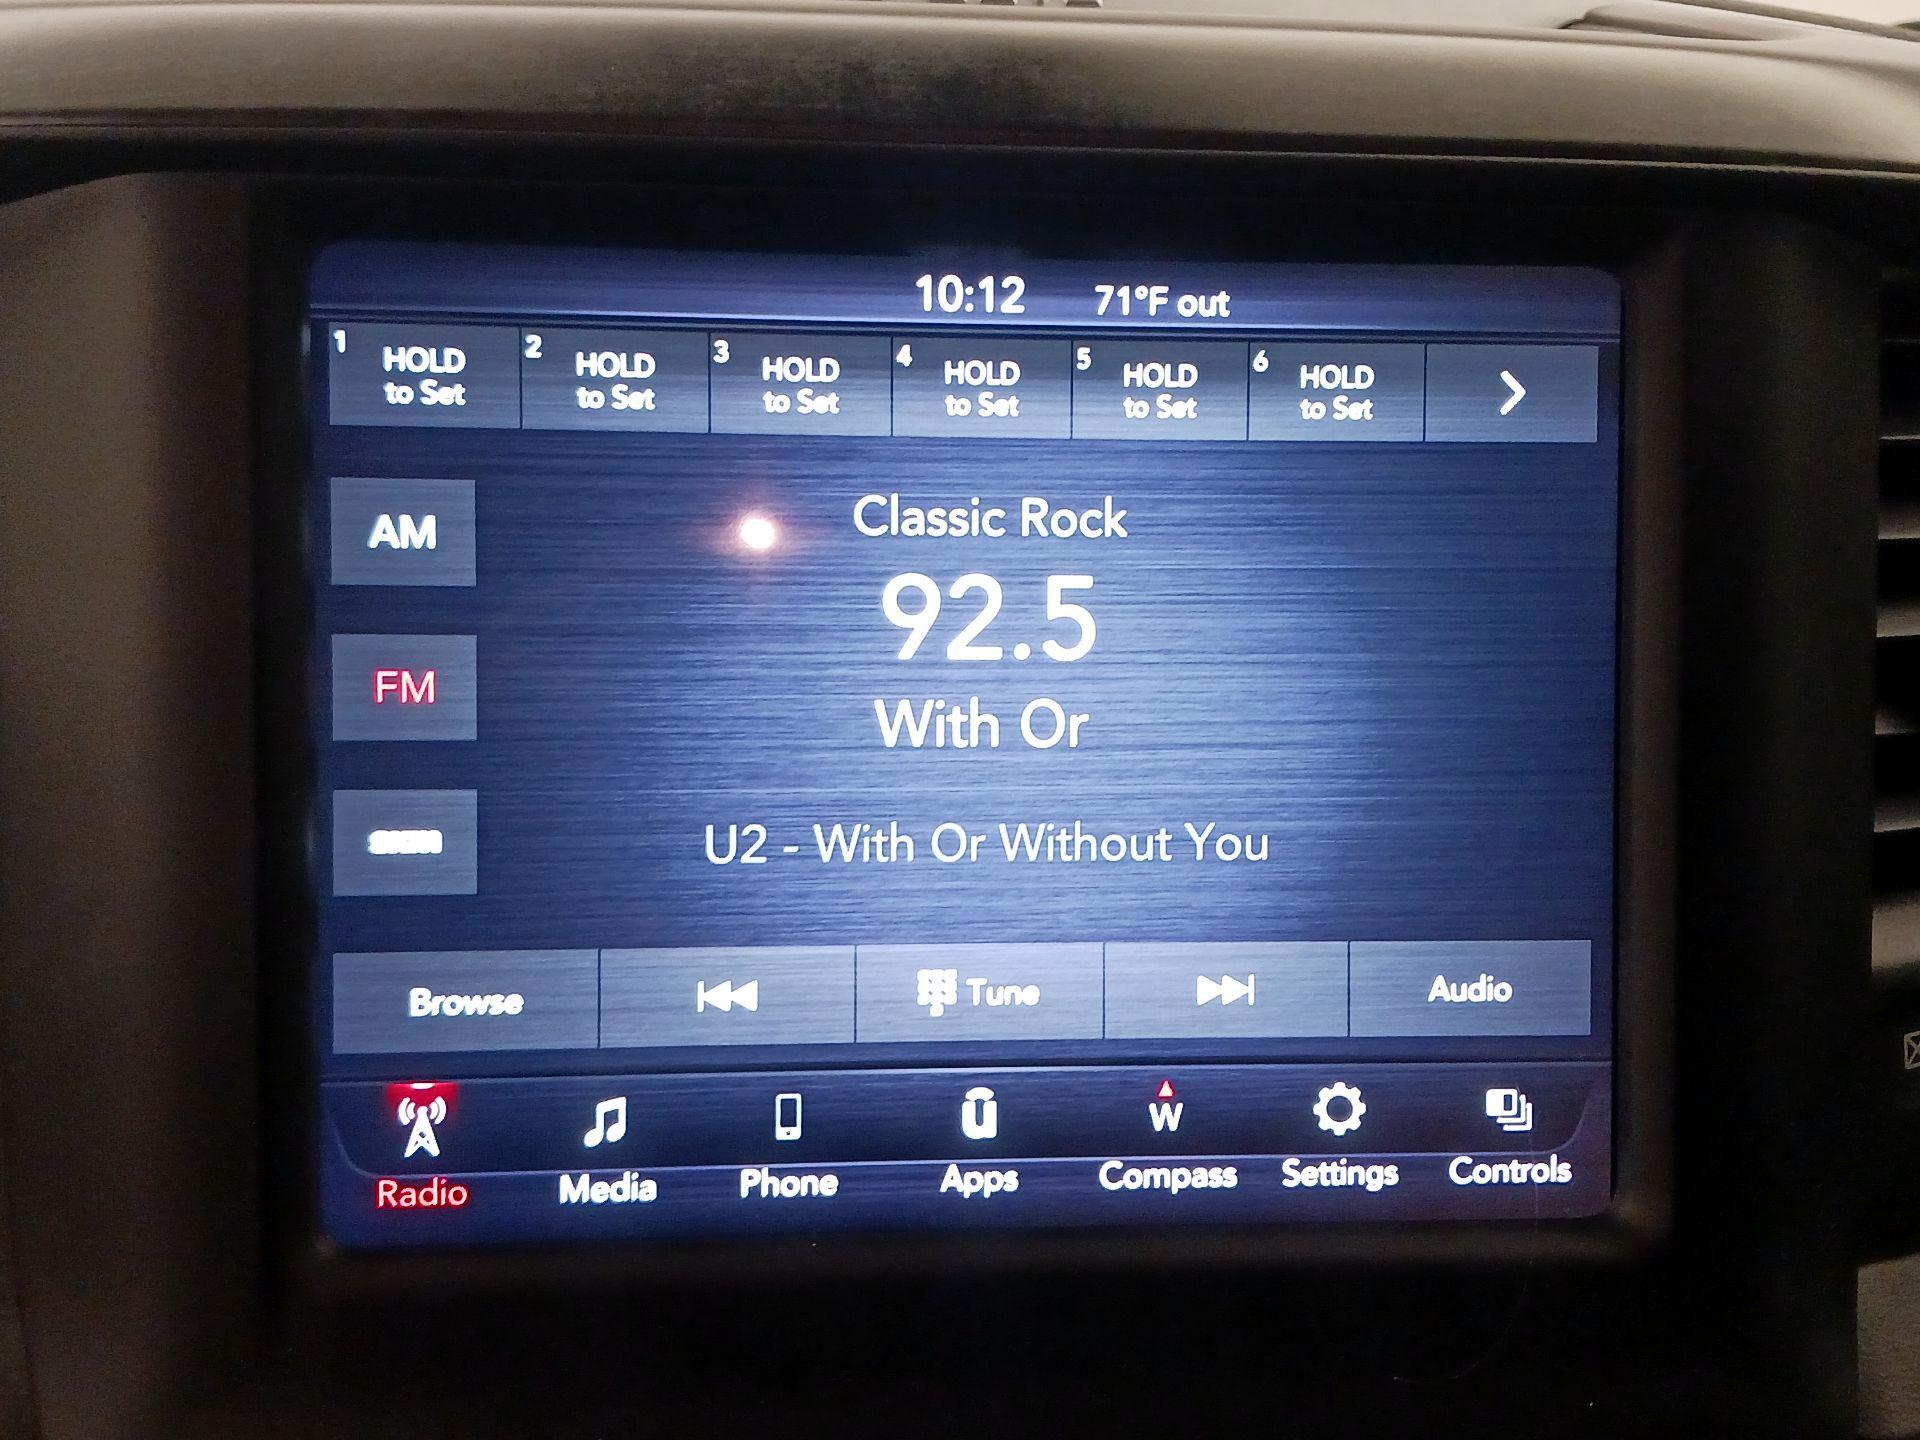 10:12 71°F out
1 HOLD to Set
2 HOLD to Set
3 HOLD to Set
4 HOLD to Set
5 HOLD to Set
6 HOLD to Set
AM
FM
Classic Rock
92.5
With Or
U2 - With Or Without You
Browse
Tune
Audio
W
Radio Media Phone Apps Compass Settings Controls